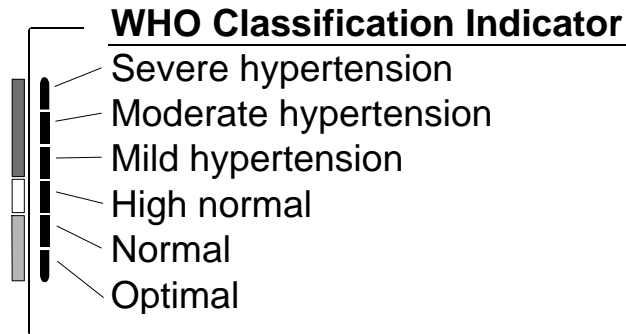 WHO Classification Indicator
Severe hypertension
Moderate hypertension
Mild hypertension
High normal
Normal
Optimal